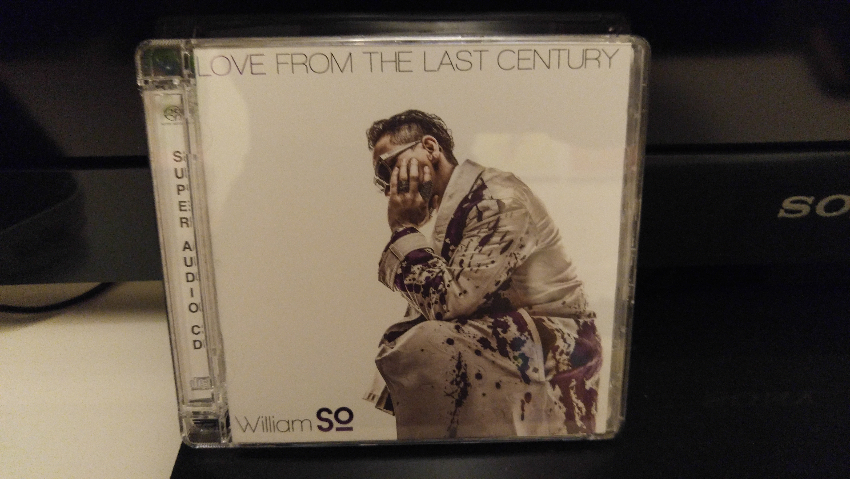 LOVE FROM THE LAST CENTURY
SUPER AUDIO CD
William So
SO